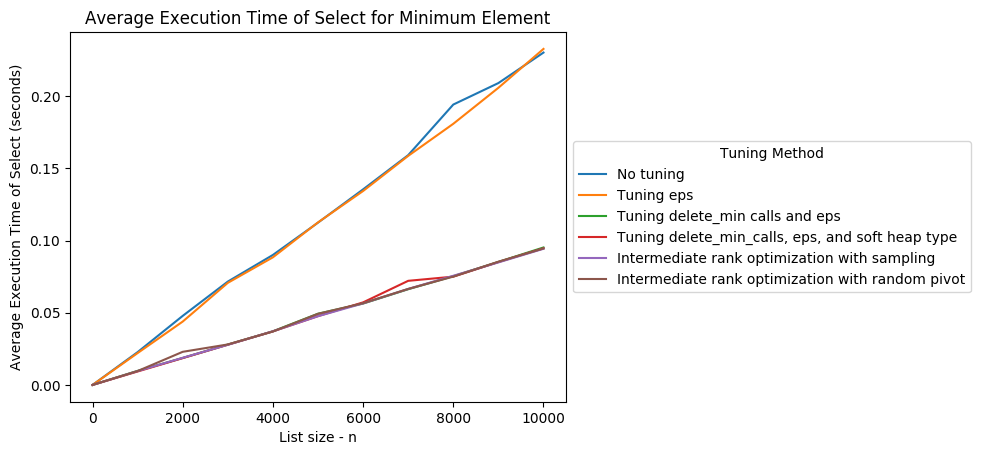 Average Execution Time of Select for Minimum Element
Average Execution Time of Select (seconds)
0.20
0.15
0.10
0.05
0.00
0 2000 4000 6000 8000 10000
List size - n
Tuning Method
No tuning
Tuning eps
Tuning delete_min calls and eps
Tuning delete_min_calls, eps, and soft heap type
Intermediate rank optimization with sampling
Intermediate rank optimization with random pivot